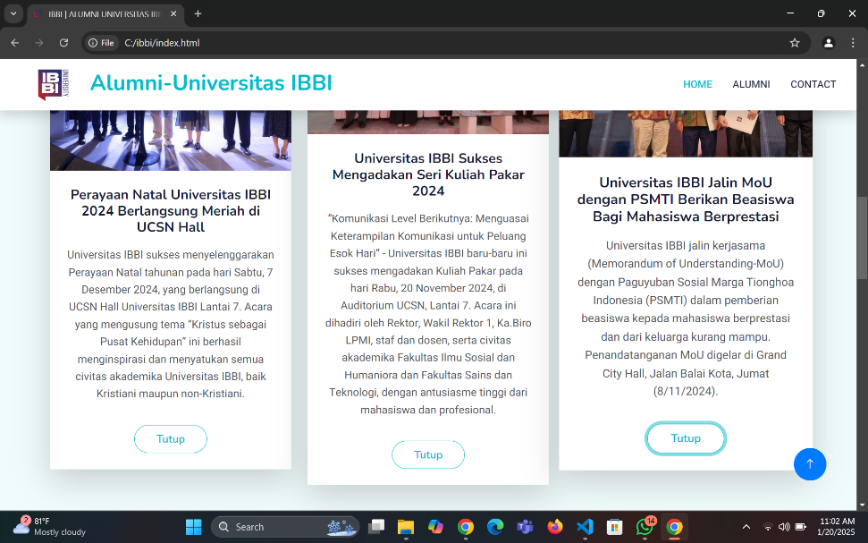 IBBI | ALUMNI UNIVERSITAS IBB
File
C:/ibbi/index.html
IBBI
UNIVERSITY
Alumni-Universitas IBBI
HOME
ALUMNI
CONTACT
Perayaan Natal Universitas IBBI
2024 Berlangsung Meriah di
UCSN Hall
Universitas IBBI sukses menyelenggarakan
Perayaan Natal tahunan pada hari Sabtu, 7
Desember 2024, yang berlangsung di
UCSN Hall Universitas IBBI Lantai 7. Acara
yang mengusung tema “Kristus sebagai
Pusat Kehidupan” ini berhasil
menginspirasi dan menyatukan semua
civitas akademika Universitas IBBI, baik
Kristiani maupun non-Kristiani.
Tutup
Universitas IBBI Sukses
Mengadakan Seri Kuliah Pakar
2024
“Komunikasi Level Berikutnya: Menguasai
Keterampilan Komunikasi untuk Peluang
Esok Hari” - Universitas IBBI baru-baru ini
sukses mengadakan Kuliah Pakar pada
hari Rabu, 20 November 2024, di
Auditorium UCSN, Lantai 7. Acara ini
dihadiri oleh Rektor, Wakil Rektor 1, Ka.Biro
LPMI, staf dan dosen, serta civitas
akademika Fakultas Ilmu Sosial dan
Humaniora dan Fakultas Sains dan
Teknologi, dengan antusiasme tinggi dari
mahasiswa dan profesional.
Tutup
Universitas IBBI Jalin MoU
dengan PSMTI Berikan Beasiswa
Bagi Mahasiswa Berprestasi
Universitas IBBI jalin kerjasama
(Memorandum of Understanding-MoU)
dengan Paguyuban Sosial Marga Tionghoa
Indonesia (PSMTI) dalam pemberian
beasiswa kepada mahasiswa berprestasi
dan dari keluarga kurang mampu.
Penandatanganan MoU digelar di Grand
City Hall, Jalan Balai Kota, Jumat
(8/11/2024).
Tutup
2
81°F
Mostly cloudy
Search
14
11:02 AM
1/20/2025